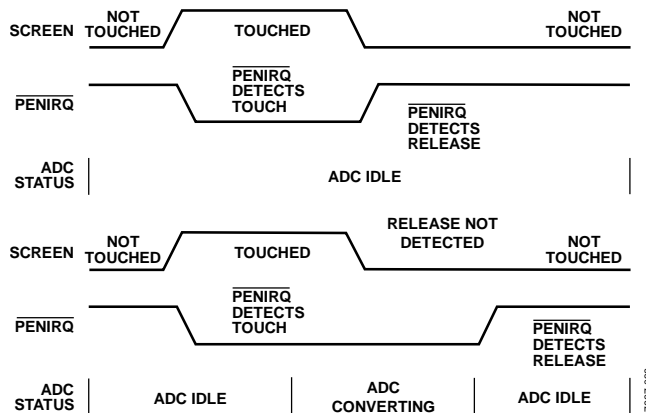 SCREEN
NOT
TOUCHED
TOUCHED
NOT
TOUCHED
PENIRQ
PENIRQ
DETECTS
TOUCH
PENIRQ
DETECTS
RELEASE
ADC
STATUS
ADC IDLE
SCREEN
NOT
TOUCHED
TOUCHED
RELEASE NOT
DETECTED
NOT
TOUCHED
PENIRQ
PENIRQ
DETECTS
TOUCH
PENIRQ
DETECTS
RELEASE
ADC
STATUS
ADC IDLE
ADC
CONVERTING
ADC IDLE